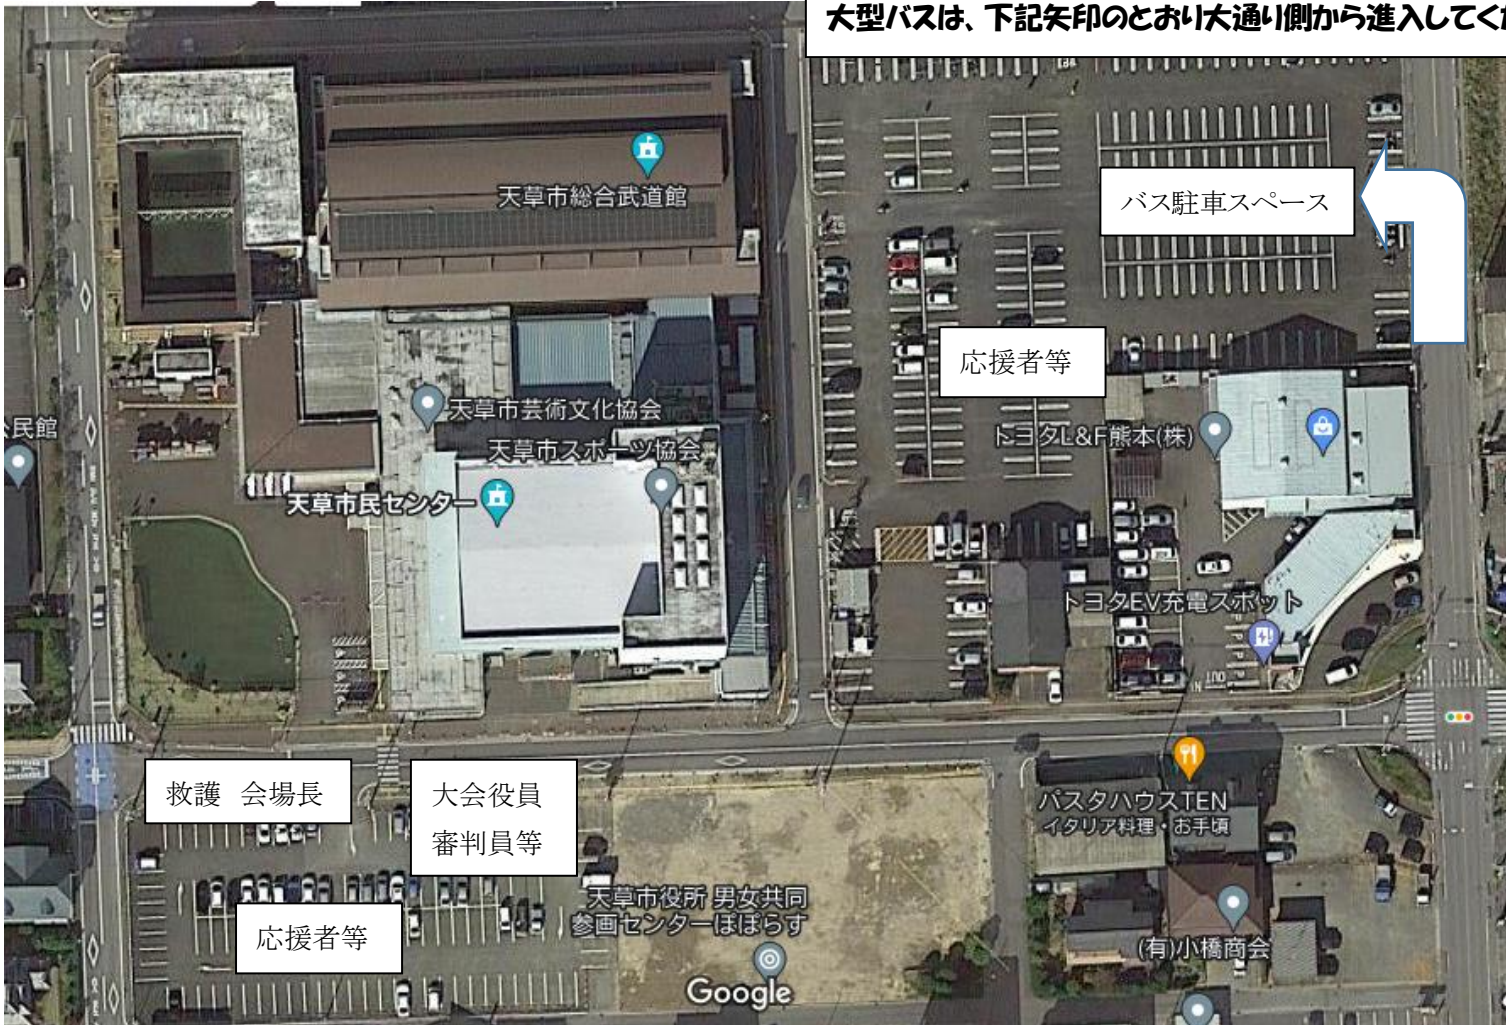 大型バスは、下記矢印のとおり大通り側から進入してくだ
天草市総合武道館
バス駐車スペース
応援者等
天草市芸術文化協会
公民館
トヨタL&F熊本(株)
天草市スポーツ協会
天草市民センター
トヨタEV充電スポット
OUT
救護 会場長
大会役員
審判員等
パスタハウスTEN
イタリア料理・お手頃
天草市役所 男女共同
参画センターぽぽらす
応援者等
(有)小橋商会
Google